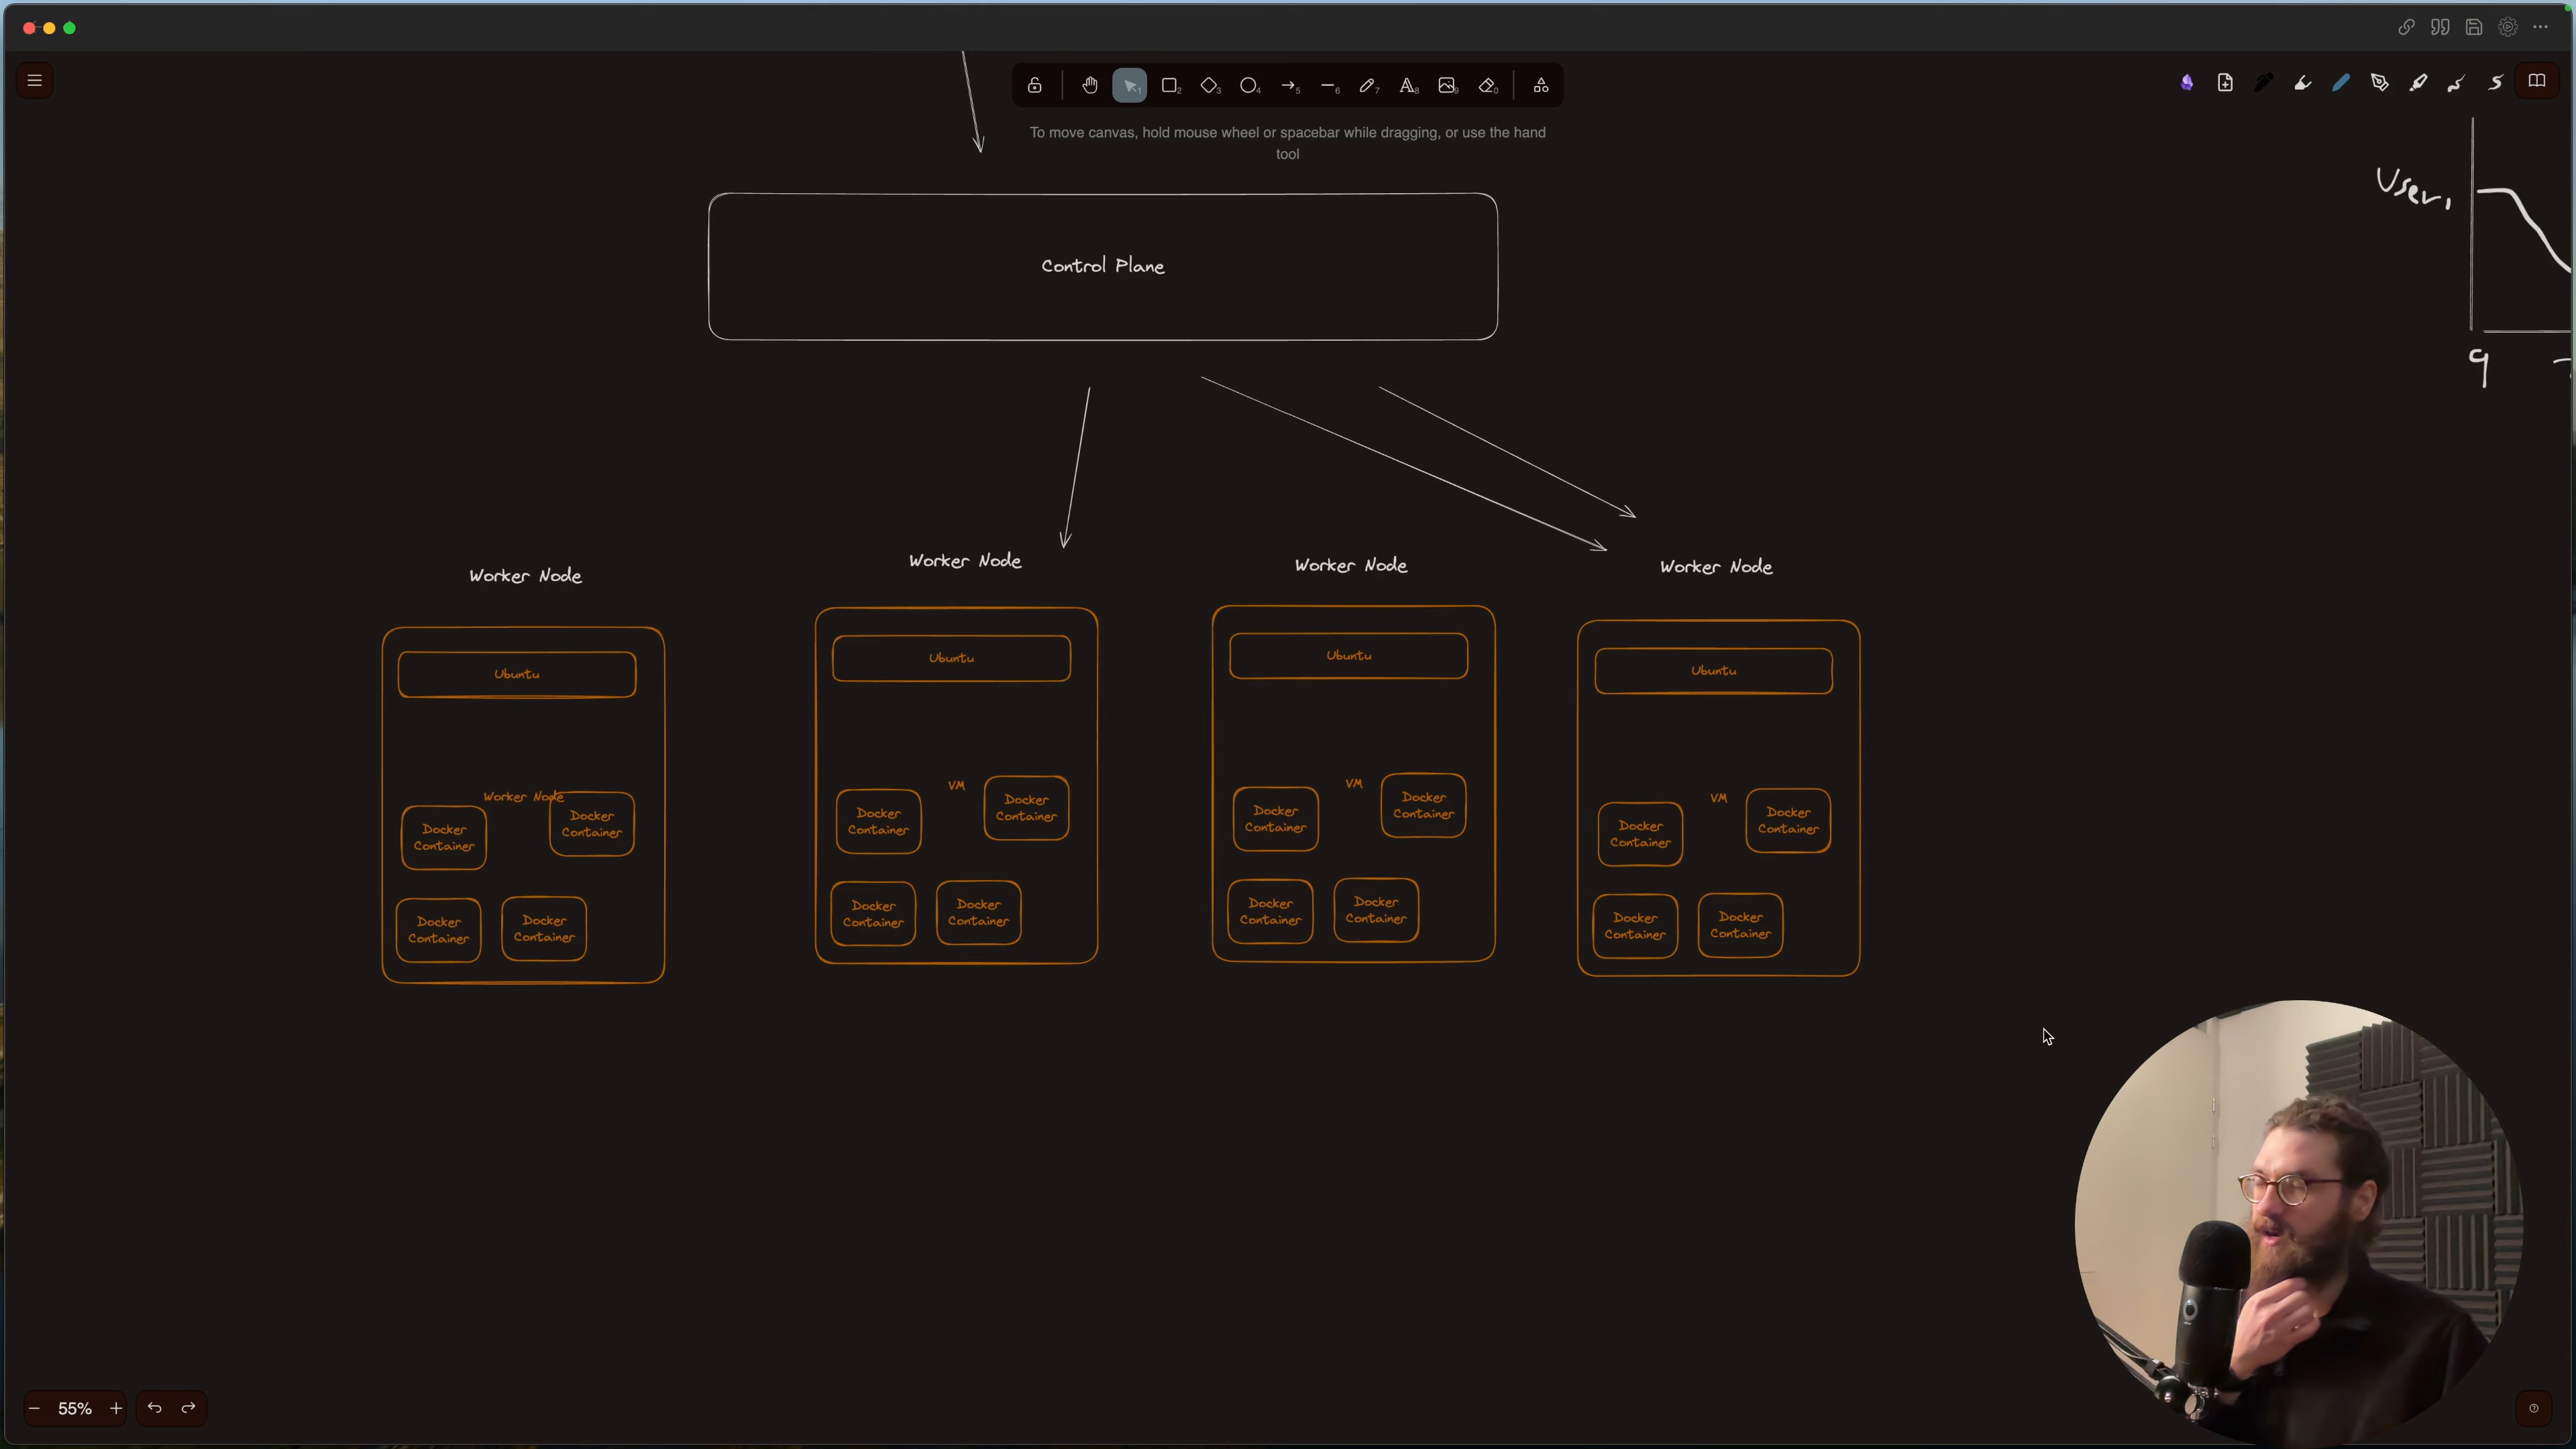 To move canvas, hold mouse wheel or spacebar while dragging, or use the hand
tool
User,
9
Control Plane
Worker Node
Worker Node
Worker Node
Worker Node
Ubuntu
Ubuntu
Ubuntu
Ubuntu
Worker Node
Docker
Container
Docker
Container
Docker
Container
Docker
Container
VM
Docker
Container
Docker
Container
Docker
Container
Docker
Container
VM
Docker
Container
Docker
Container
Docker
Container
Docker
Container
VM
Docker
Container
Docker
Container
Docker
Container
Docker
Container
55%